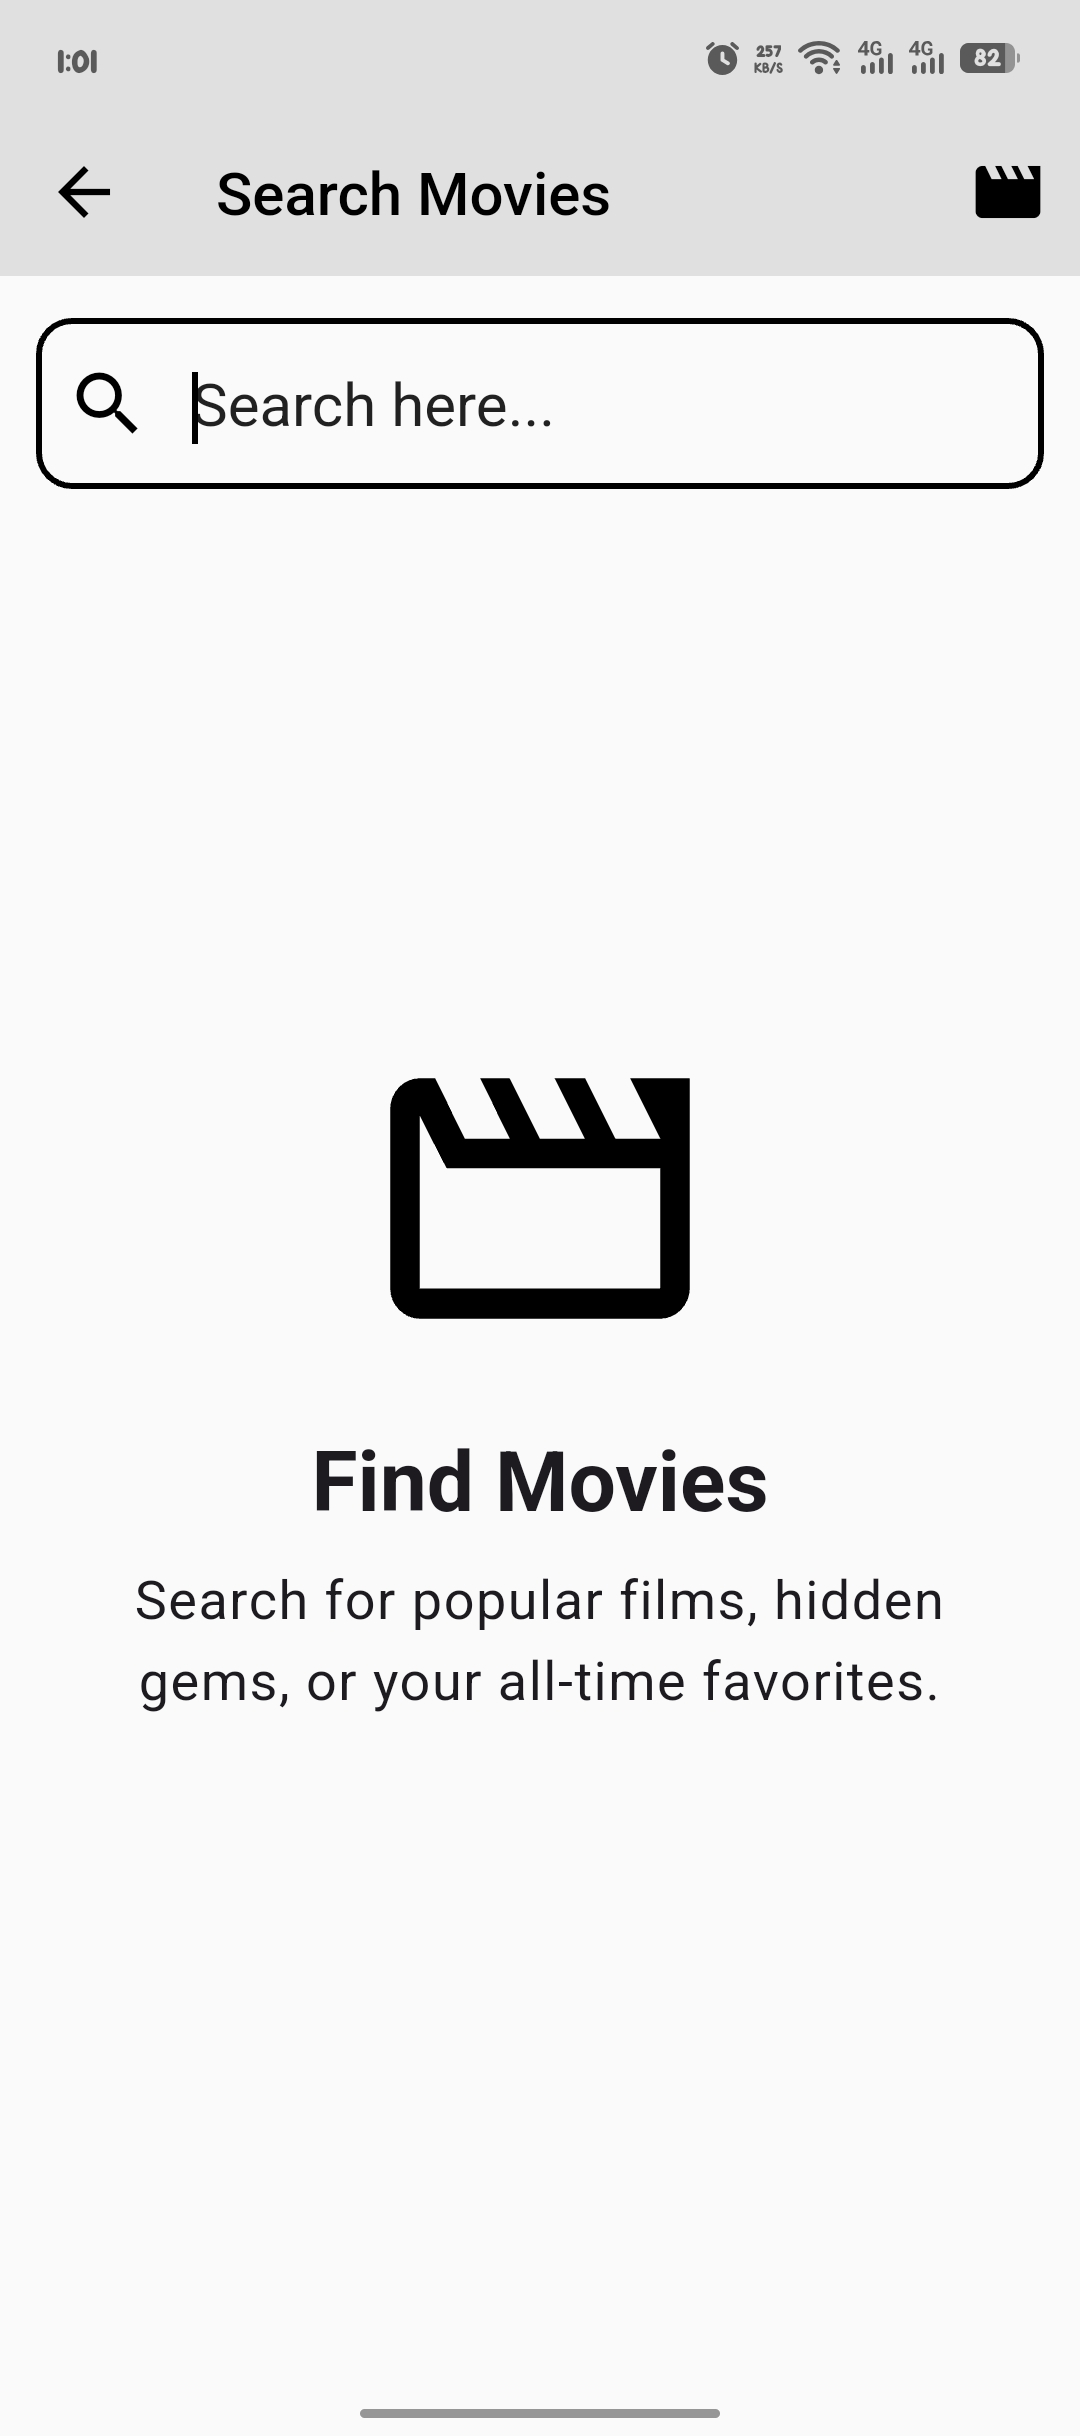 1:01
257
KB/S
4G
4G
82
Search Movies
Search here...
Find Movies
Search for popular films, hidden
gems, or your all-time favorites.